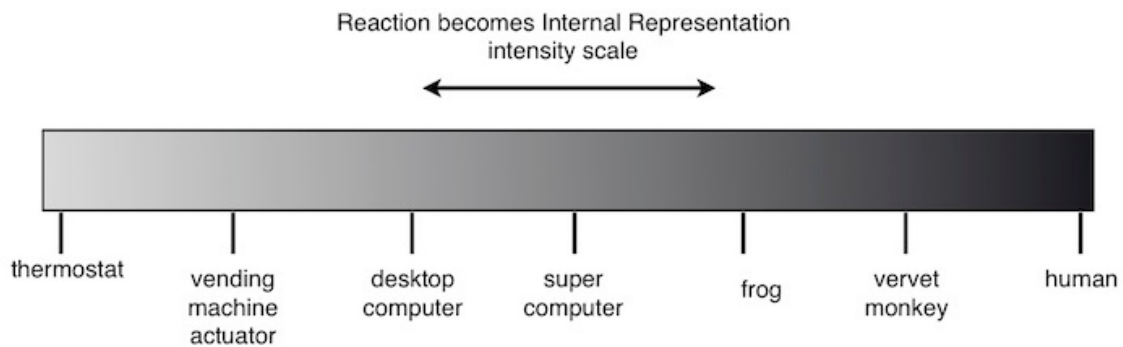 Reaction becomes Internal Representation
intensity scale
thermostat
vending
machine
actuator
desktop
computer
super
computer
frog
vervet
monkey
human